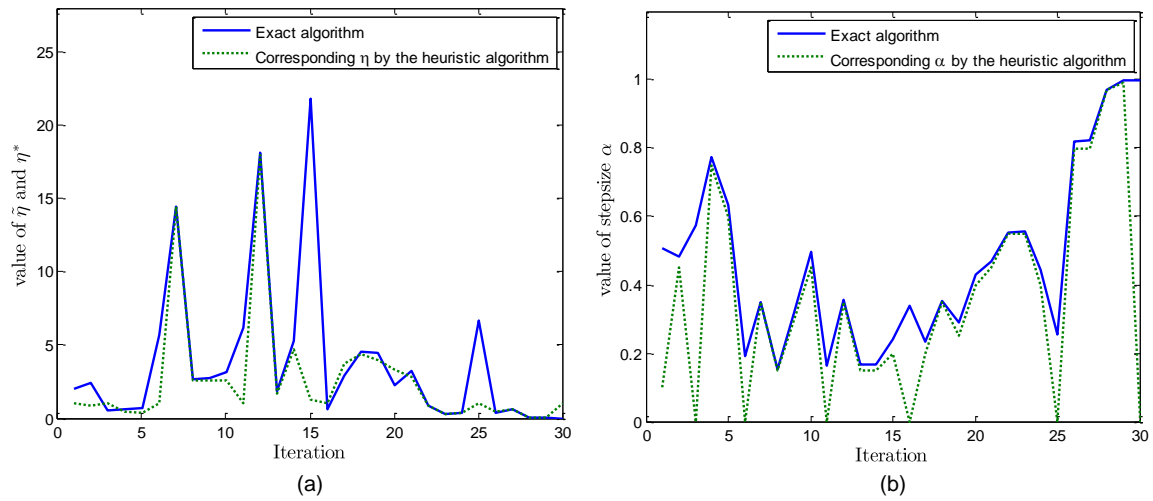 Exact algorithm
Corresponding η by the heuristic algorithm
value of η̃ and η*
25
20
15
10
5
0
0 5 10 15 20 25 30
Iteration
(a)
Exact algorithm
Corresponding α by the heuristic algorithm
value of stepsize α
1
0.8
0.6
0.4
0.2
0
0 5 10 15 20 25 30
Iteration
(b)